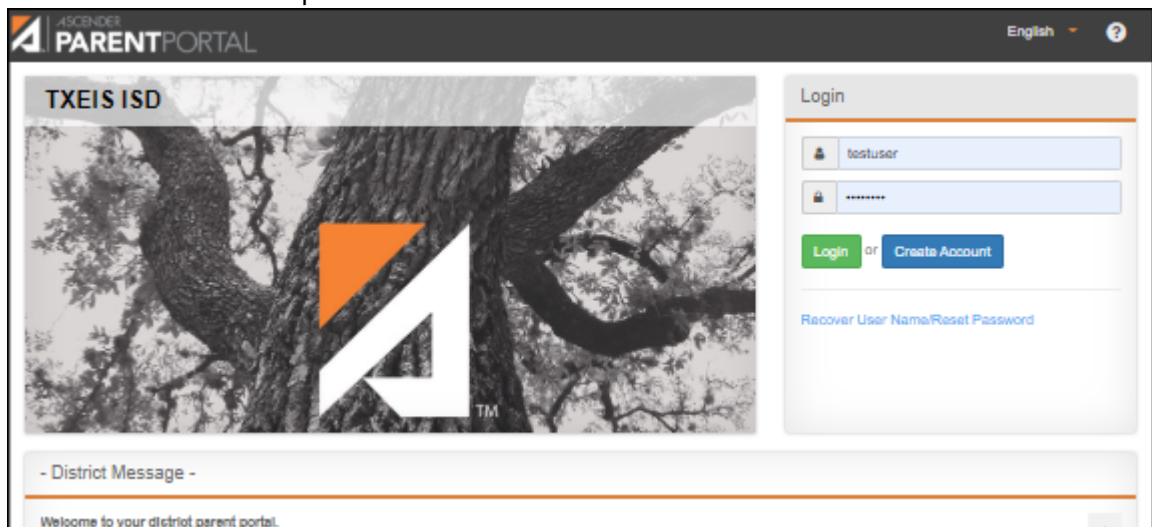 ASCENDER
PARENTPORTAL
English
?
TXEIS ISD
TM
Login
testuser
••••••••
Login or Create Account
Recover User Name/Reset Password
- District Message -
Welcome to your district parent portal.